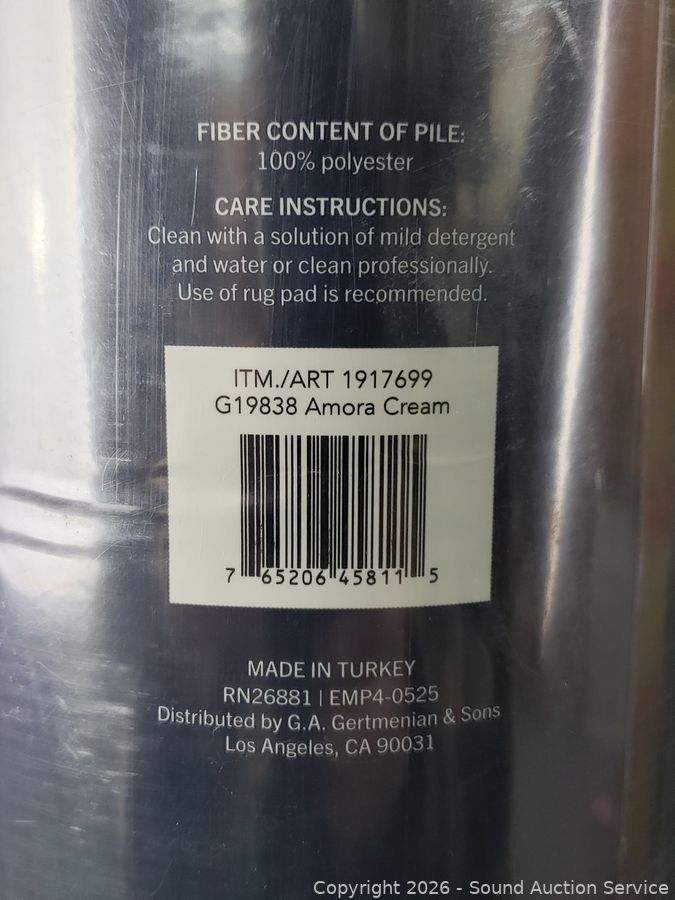 FIBER CONTENT OF PILE:
100% polyester
CARE INSTRUCTIONS:
Clean with a solution of mild detergent
and water or clean professionally.
Use of rug pad is recommended.
ITM./ART 1917699
G19838 Amora Cream
7 65206 45811 5
MADE IN TURKEY
RN26881 | EMP4-0525
Distributed by G.A. Gertmenian & Sons
Los Angeles, CA 90031
Copyright 2026 - Sound Auction Service